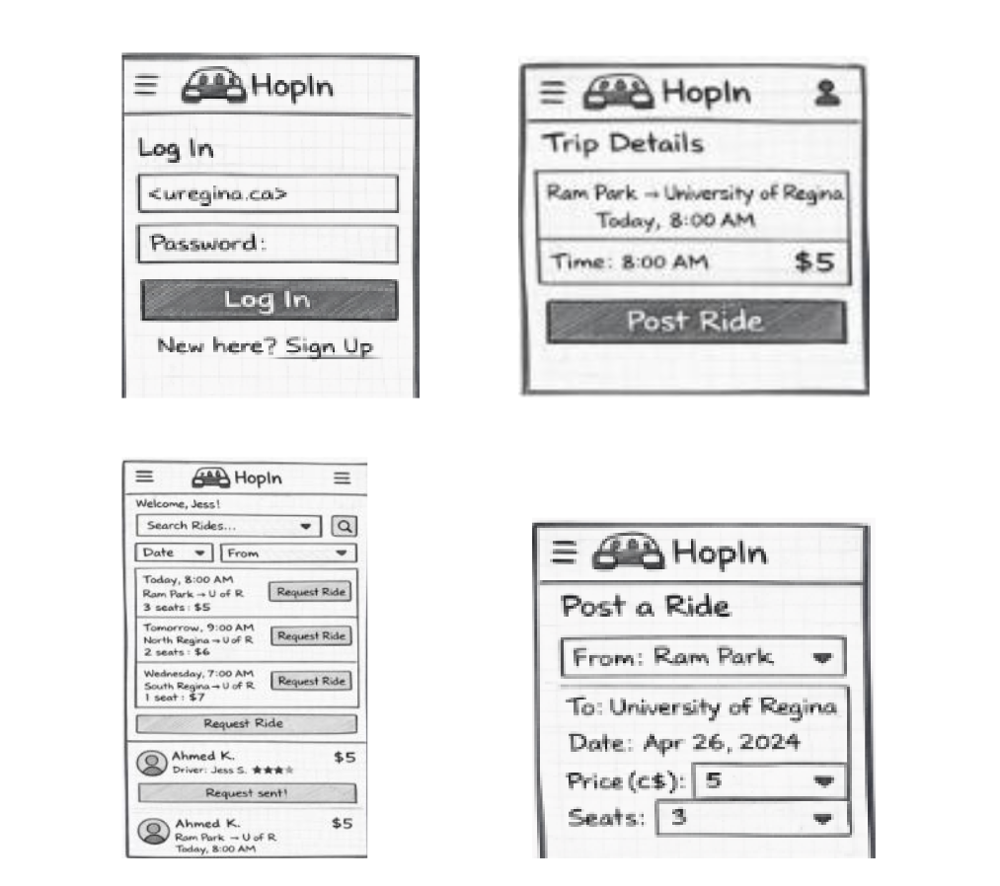 HopIn
Log In
<uregina.ca>
Password:
Log In
New here? Sign Up
HopIn
Trip Details
Ram Park → University of Regina
Today, 8:00 AM
Time: 8:00 AM $5
Post Ride
HopIn
Welcome, Jess!
Search Rides...
Date From
Today, 8:00 AM
Ram Park → U of R
3 seats : $5
Request Ride
Tomorrow, 9:00 AM
North Regina → U of R
2 seats : $6
Request Ride
Wednesday, 7:00 AM
South Regina → U of R
1 seat : $7
Request Ride
Request Ride
Ahmed K. $5
Driver: Jess S. ★★★★
Request sent!
Ahmed K. $5
Ram Park → U of R
Today, 8:00 AM
HopIn
Post a Ride
From: Ram Park
To: University of Regina
Date: Apr 26, 2024
Price (c$): 5
Seats: 3